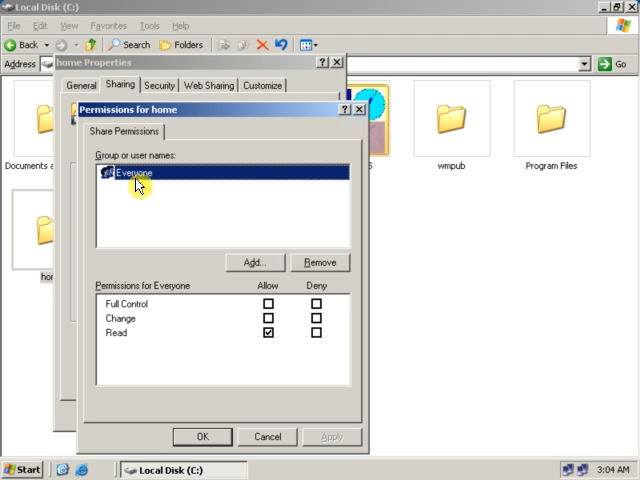 Local Disk (C:)
File Edit View Favorites Tools Help
Back Search Folders
Address Go
home Properties
General Sharing Security Web Sharing Customize
Permissions for home
Share Permissions
Group or user names:
Everyone
Add... Remove
Permissions for Everyone Allow Deny
Full Control
Change
Read
OK Cancel Apply
Documents a
wmpub
Program Files
Start Local Disk (C:) 3:04 AM